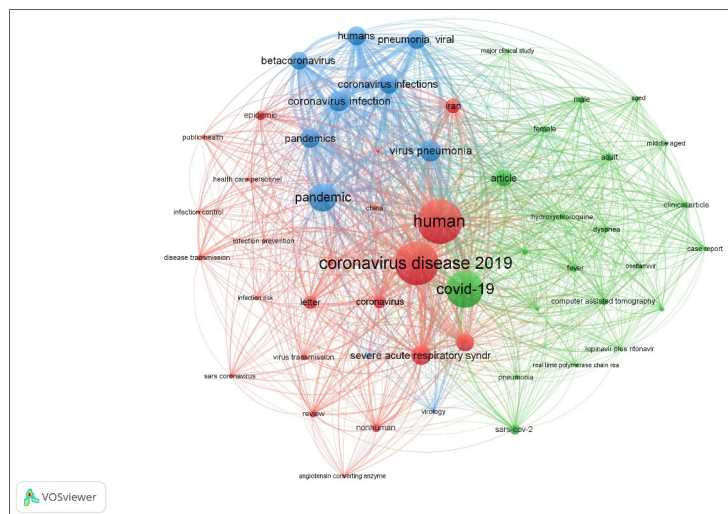 humans
pneumonia, viral
major clinical study
betacoronavirus
coronavirus infections
coronavirus infection
iran
male
aged
epidemic
public health
pandemics
female
virus pneumonia
adult
middle aged
health care personnel
article
pandemic
infection control
china
human
hydroxychloroquine
clinical article
dyspnea
infection prevention
disease transmission
case report
coronavirus disease 2019
fever
oseltamivir
covid-19
infection risk
letter
coronavirus
computer assisted tomography
virus transmission
severe acute respiratory syndr
lopinavir plus ritonavir
real time polymerase chain rea
sars coronavirus
pneumonia
review
virology
nonhuman
sars-cov-2
angiotensin converting enzyme
VOSviewer